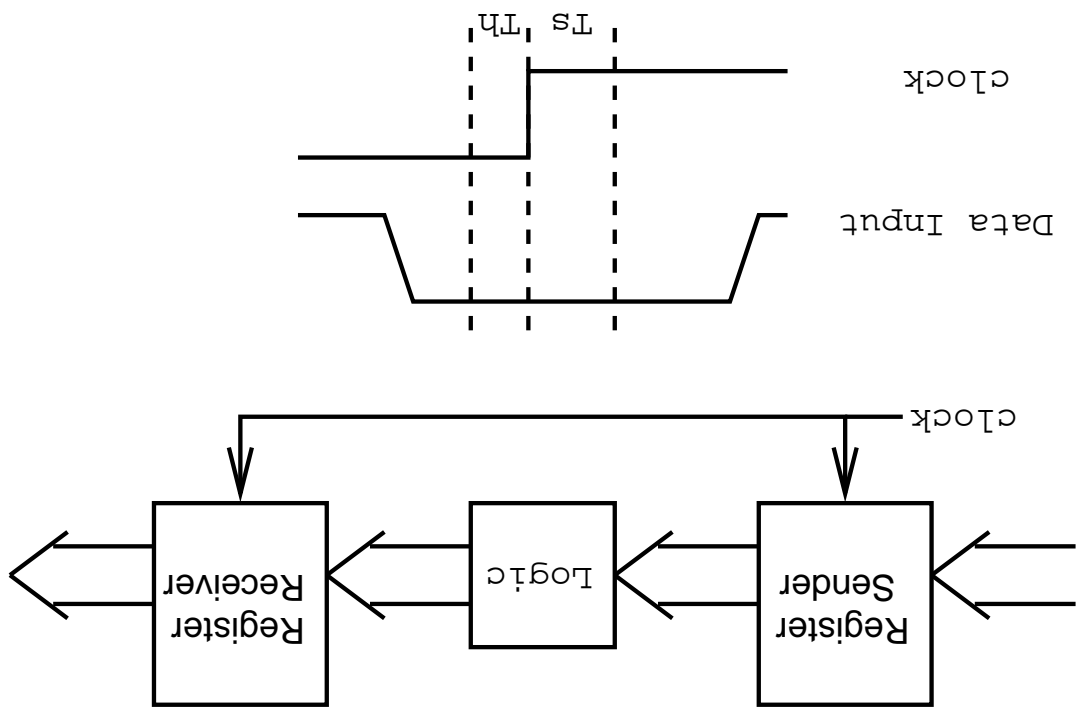 Register
Sender
Logic
Register
Receiver
clock
Data Input
clock
Ts
Th